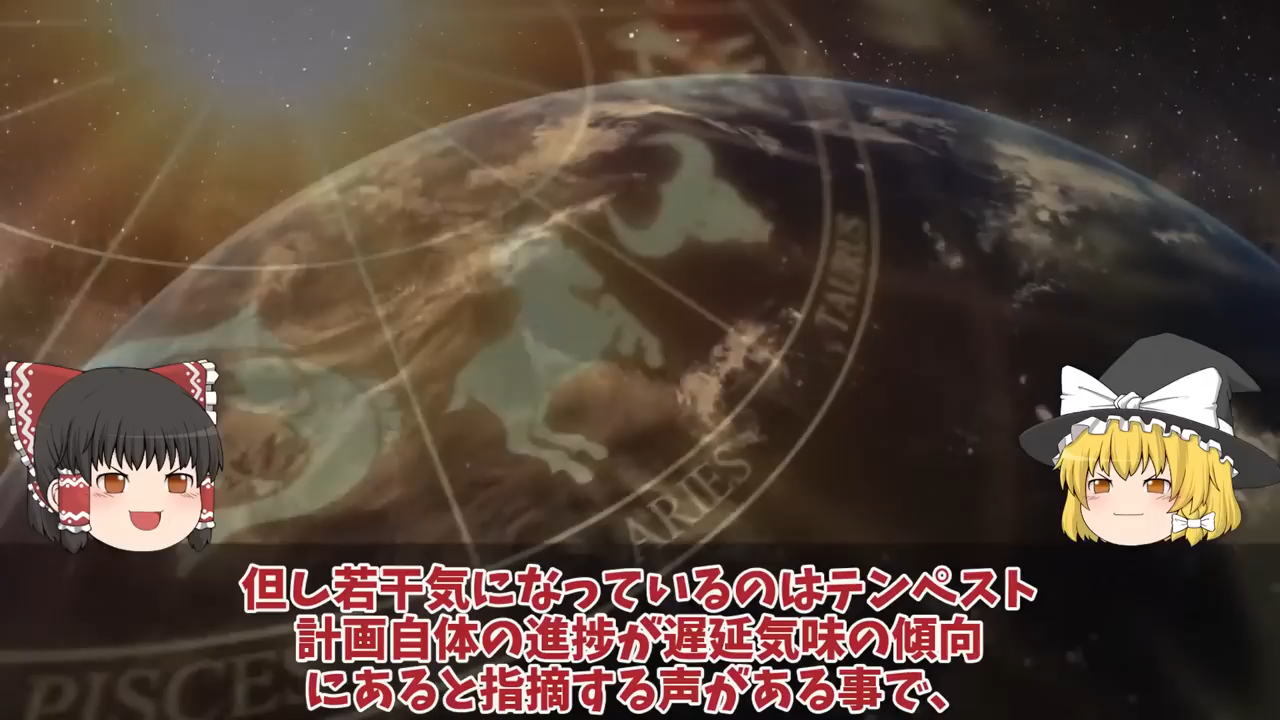 TAURS
ARIES
PISCES
但し若干気になっているのはテンペスト
計画自体の進捗が遅延気味の傾向
にあると指摘する声がある事で、